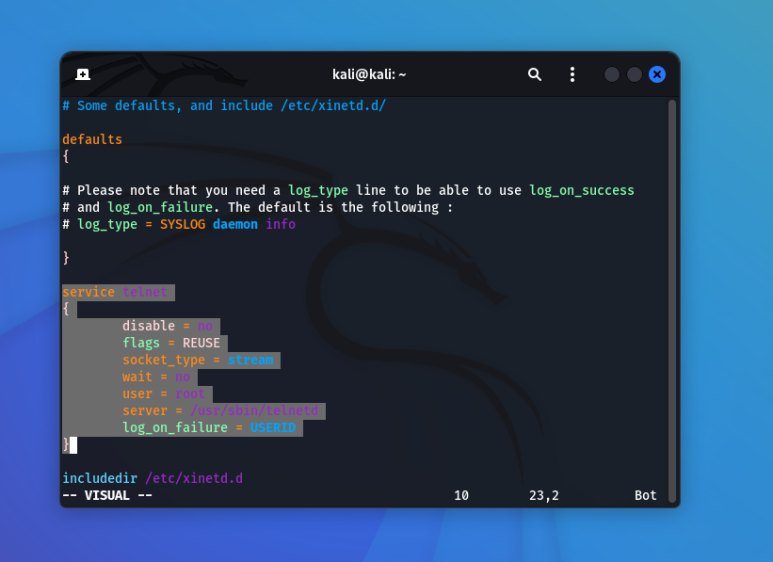 kali@kali: ~
# Some defaults, and include /etc/xinetd.d/
defaults
{
# Please note that you need a log_type line to be able to use log_on_success
# and log_on_failure. The default is the following :
# log_type = SYSLOG daemon info
}
service telnet
{
disable = no
flags = REUSE
socket_type = stream
wait = no
user = root
server = /usr/sbin/telnetd
log_on_failure = USERID
}
includedir /etc/xinetd.d
-- VISUAL -- 10 23,2 Bot